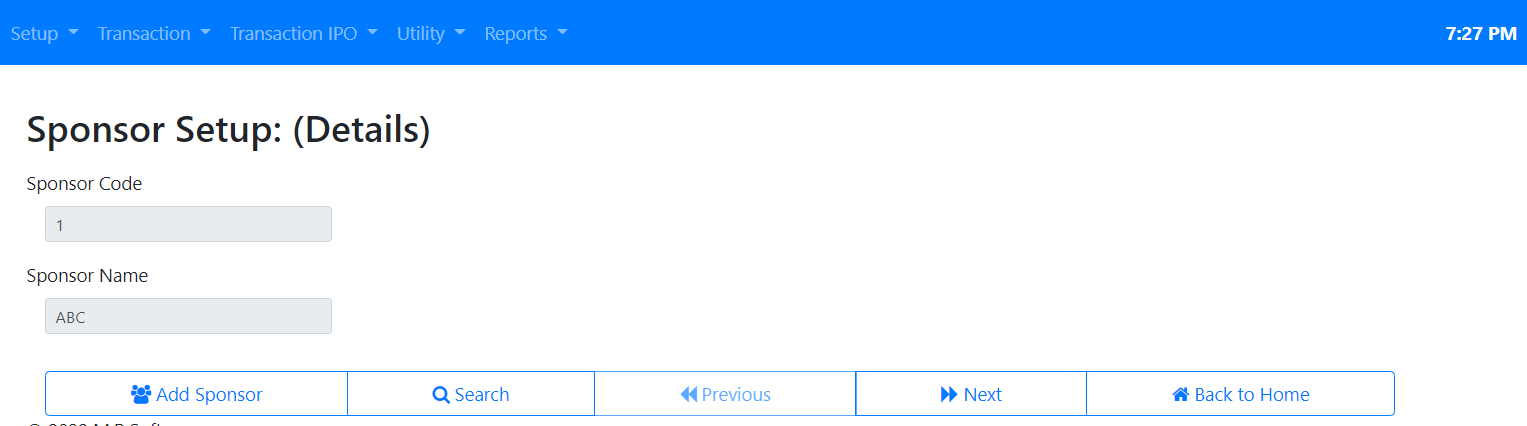 Setup Transaction Transaction IPO Utility Reports 7:27 PM
Sponsor Setup: (Details)
Sponsor Code
1
Sponsor Name
ABC
Add Sponsor Search Previous Next Back to Home